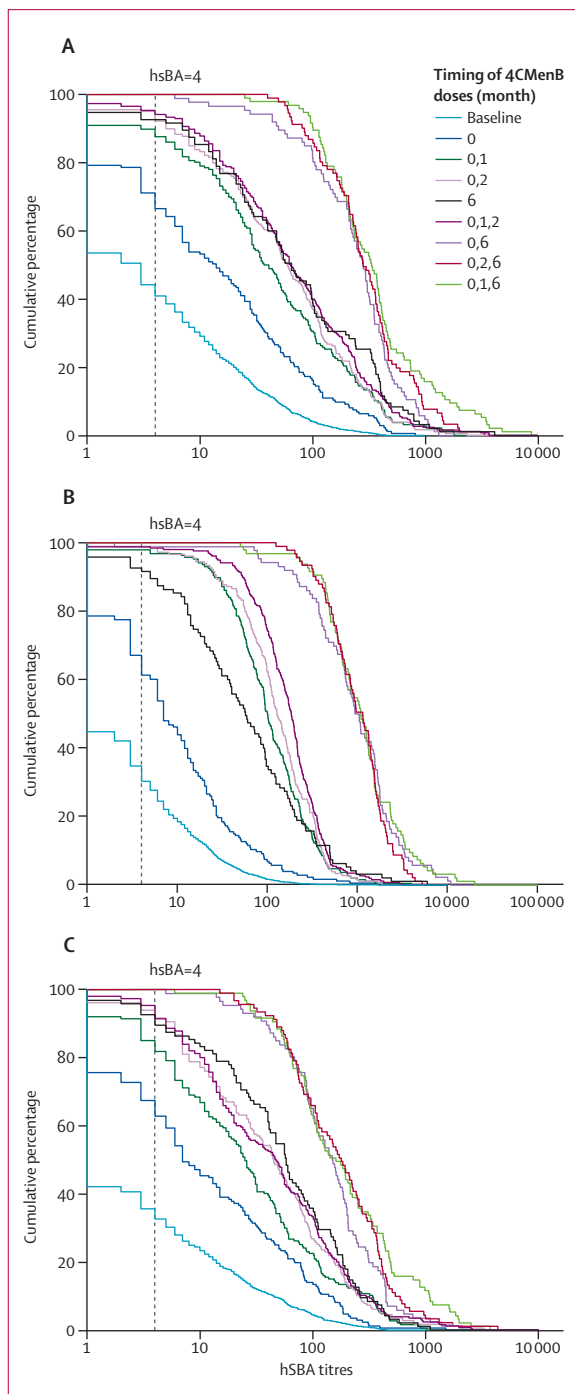 A
hsBA=4
Timing of 4CMenB
doses (month)
Baseline
0
0,1
0,2
6
0,1,2
0,6
0,2,6
0,1,6
100
80
60
40
20
0
Cumulative percentage
1 10 100 1000 10 000
B
hsBA=4
100
80
60
40
20
0
Cumulative percentage
1 10 100 1000 10 000 100 000
C
hsBA=4
100
80
60
40
20
0
Cumulative percentage
1 10 100 1000 10 000
hSBA titres